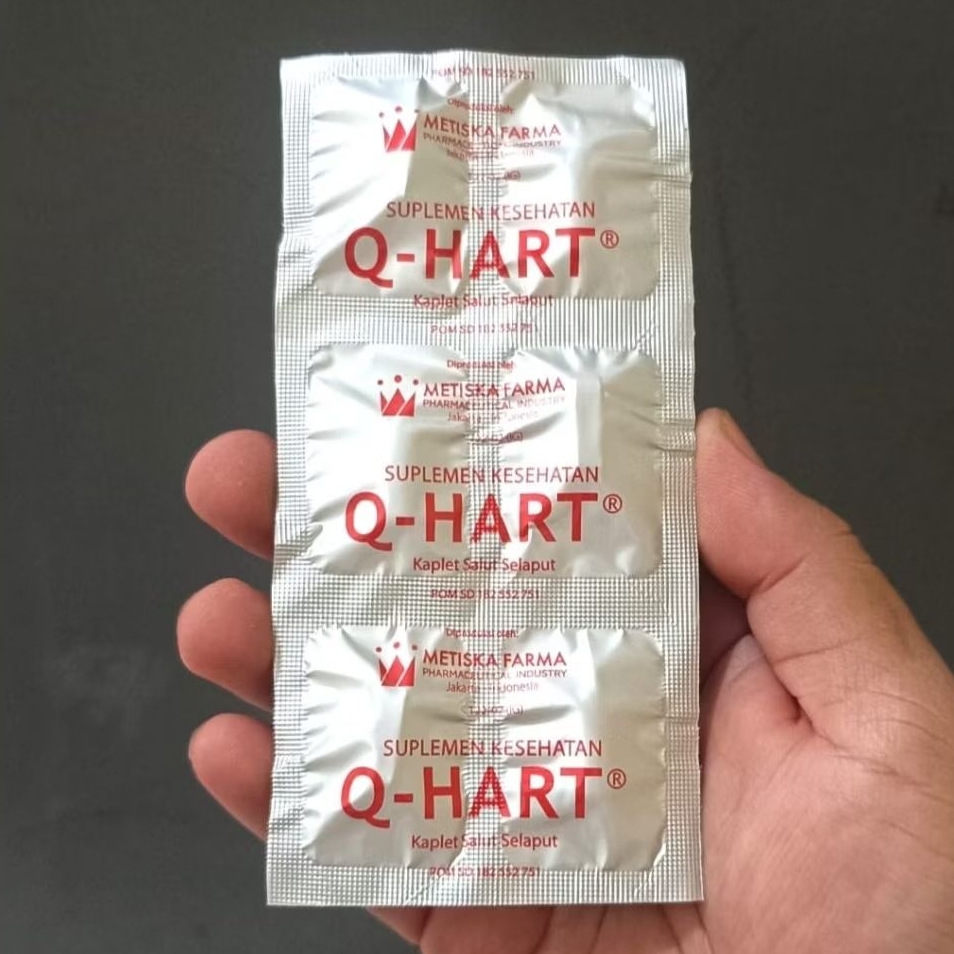 POM SD 182 552 751
Diproduksi oleh:
METISKA FARMA
PHARMACEUTICAL INDUSTRY
SUPLEMEN KESEHATAN
Q-HART®
Kaplet Salut Selaput
POM SD 182 552 751
Diproduksi oleh:
METISKA FARMA
PHARMACEUTICAL INDUSTRY
Jakarta - Indonesia
SUPLEMEN KESEHATAN
Q-HART®
Kaplet Salut Selaput
POM SD 182 552 751
Diproduksi oleh:
METISKA FARMA
PHARMACEUTICAL INDUSTRY
Jakarta - Indonesia
SUPLEMEN KESEHATAN
Q-HART®
Kaplet Salut Selaput
POM SD 182 552 751